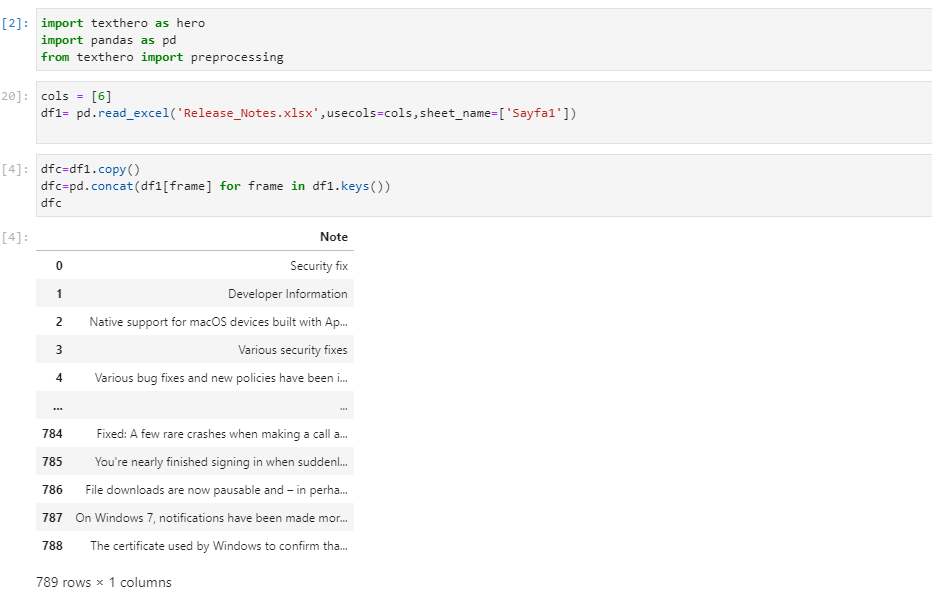 [2]: import texthero as hero
import pandas as pd
from texthero import preprocessing
20]: cols = [6]
df1= pd.read_excel('Release_Notes.xlsx',usecols=cols,sheet_name=['Sayfa1'])
[4]: dfc=df1.copy()
dfc=pd.concat(df1[frame] for frame in df1.keys())
dfc
[4]: Note
0 Security fix
1 Developer Information
2 Native support for macOS devices built with Ap...
3 Various security fixes
4 Various bug fixes and new policies have been i...
... ...
784 Fixed: A few rare crashes when making a call a...
785 You're nearly finished signing in when suddenl...
786 File downloads are now pausable and – in perha...
787 On Windows 7, notifications have been made mor...
788 The certificate used by Windows to confirm tha...
789 rows × 1 columns